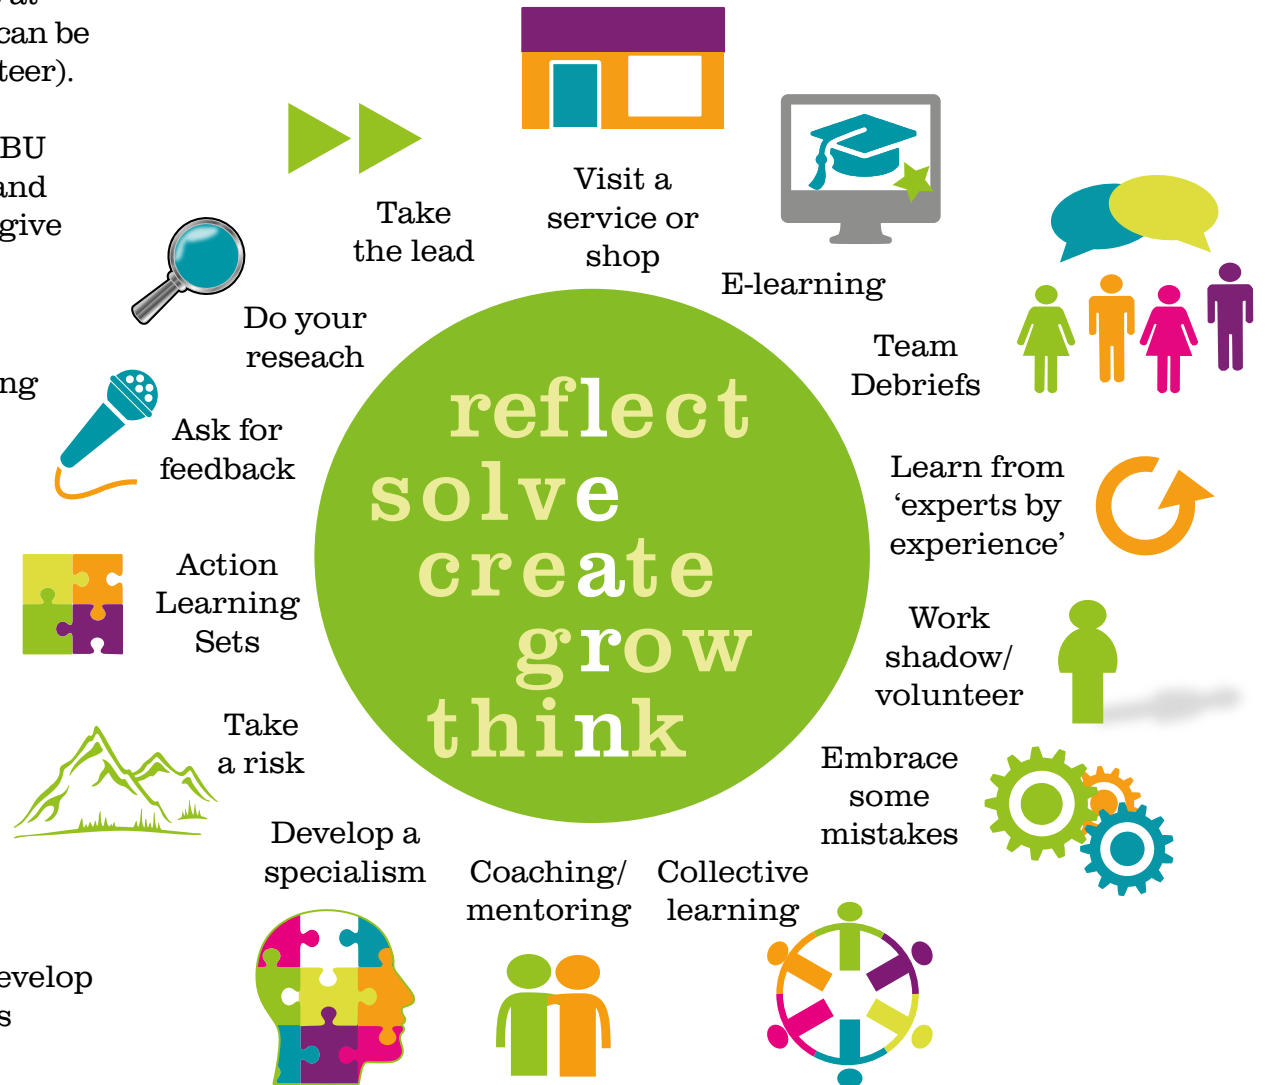 can be
teer).
BU
and
give
ng
evelop
s
Visit a
service or
shop
Take
the lead
E-learning
Do your
reseach
Team
Debriefs
Ask for
feedback
Learn from
‘experts by
experience’
Action
Learning
Sets
Work
shadow/
volunteer
Take
a risk
Embrace
some
mistakes
Develop a
specialism
Coaching/
mentoring
Collective
learning
reflect
solve
create
grow
think